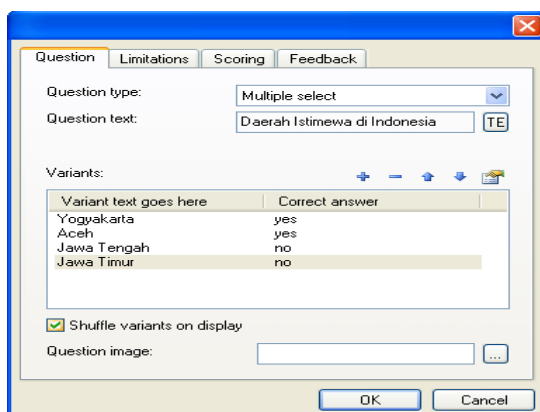 Question Limitations Scoring Feedback
Question type: Multiple select
Question text: Daerah Istimewa di Indonesia TE
Variants:
Variant text goes here Correct answer
Yogyakarta yes
Aceh yes
Jawa Tengah no
Jawa Timur no
Shuffle variants on display
Question image: ...
OK Cancel